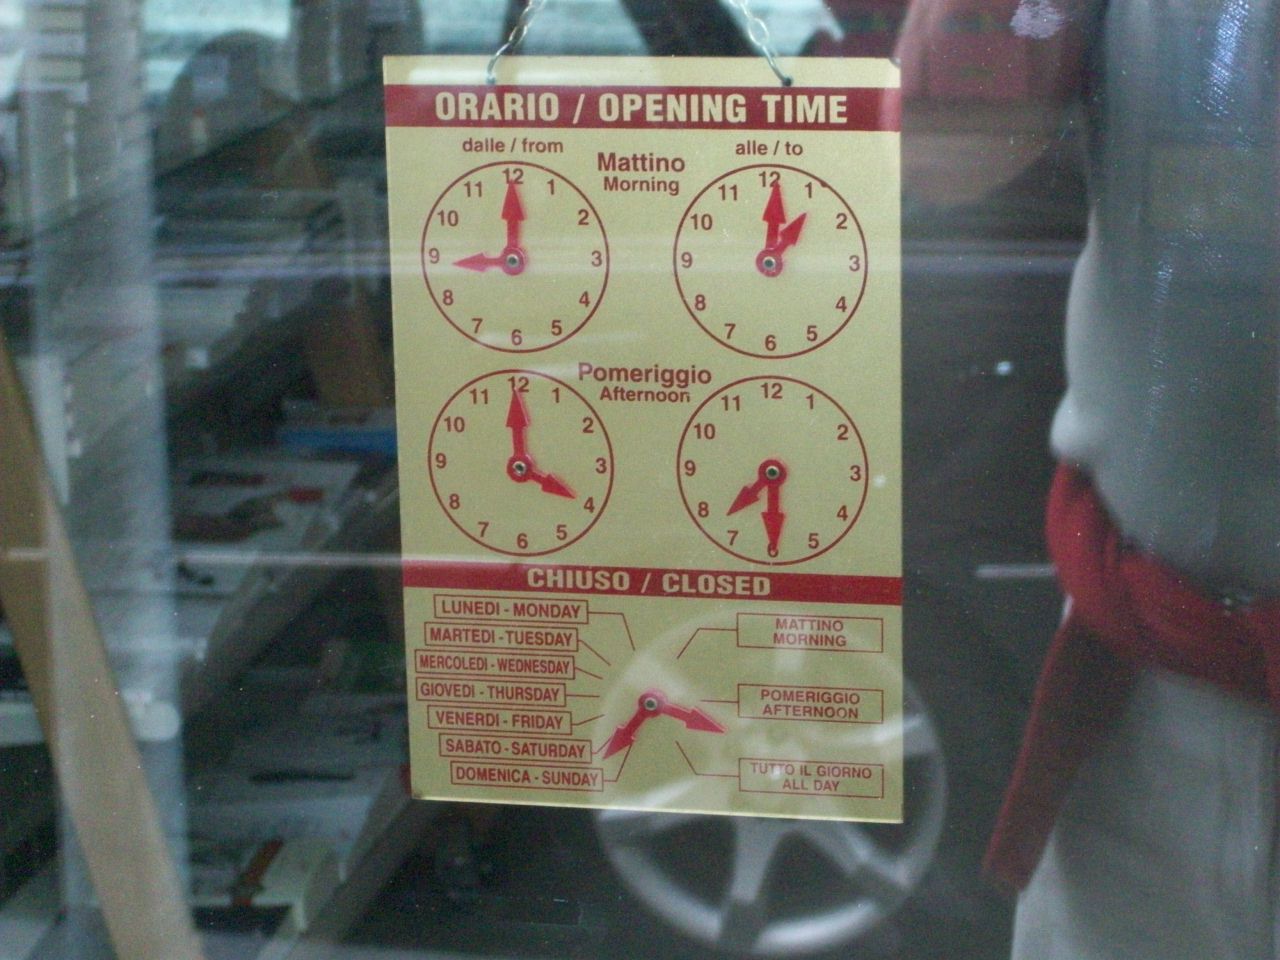 ORARIO / OPENING TIME
dalle / from
Mattino
Morning
alle / to
12
11
1
10
2
9
3
8
4
7
5
6
12
11
1
10
2
9
3
8
4
7
5
6
Pomeriggio
Afternoon
12
11
1
10
2
9
3
8
4
7
5
6
12
11
1
10
2
9
3
8
4
7
5
6
CHIUSO / CLOSED
LUNEDI - MONDAY
MARTEDI - TUESDAY
MERCOLEDI - WEDNESDAY
GIOVEDI - THURSDAY
VENERDI - FRIDAY
SABATO - SATURDAY
DOMENICA - SUNDAY
MATTINO
MORNING
POMERIGGIO
AFTERNOON
TUTTO IL GIORNO
ALL DAY